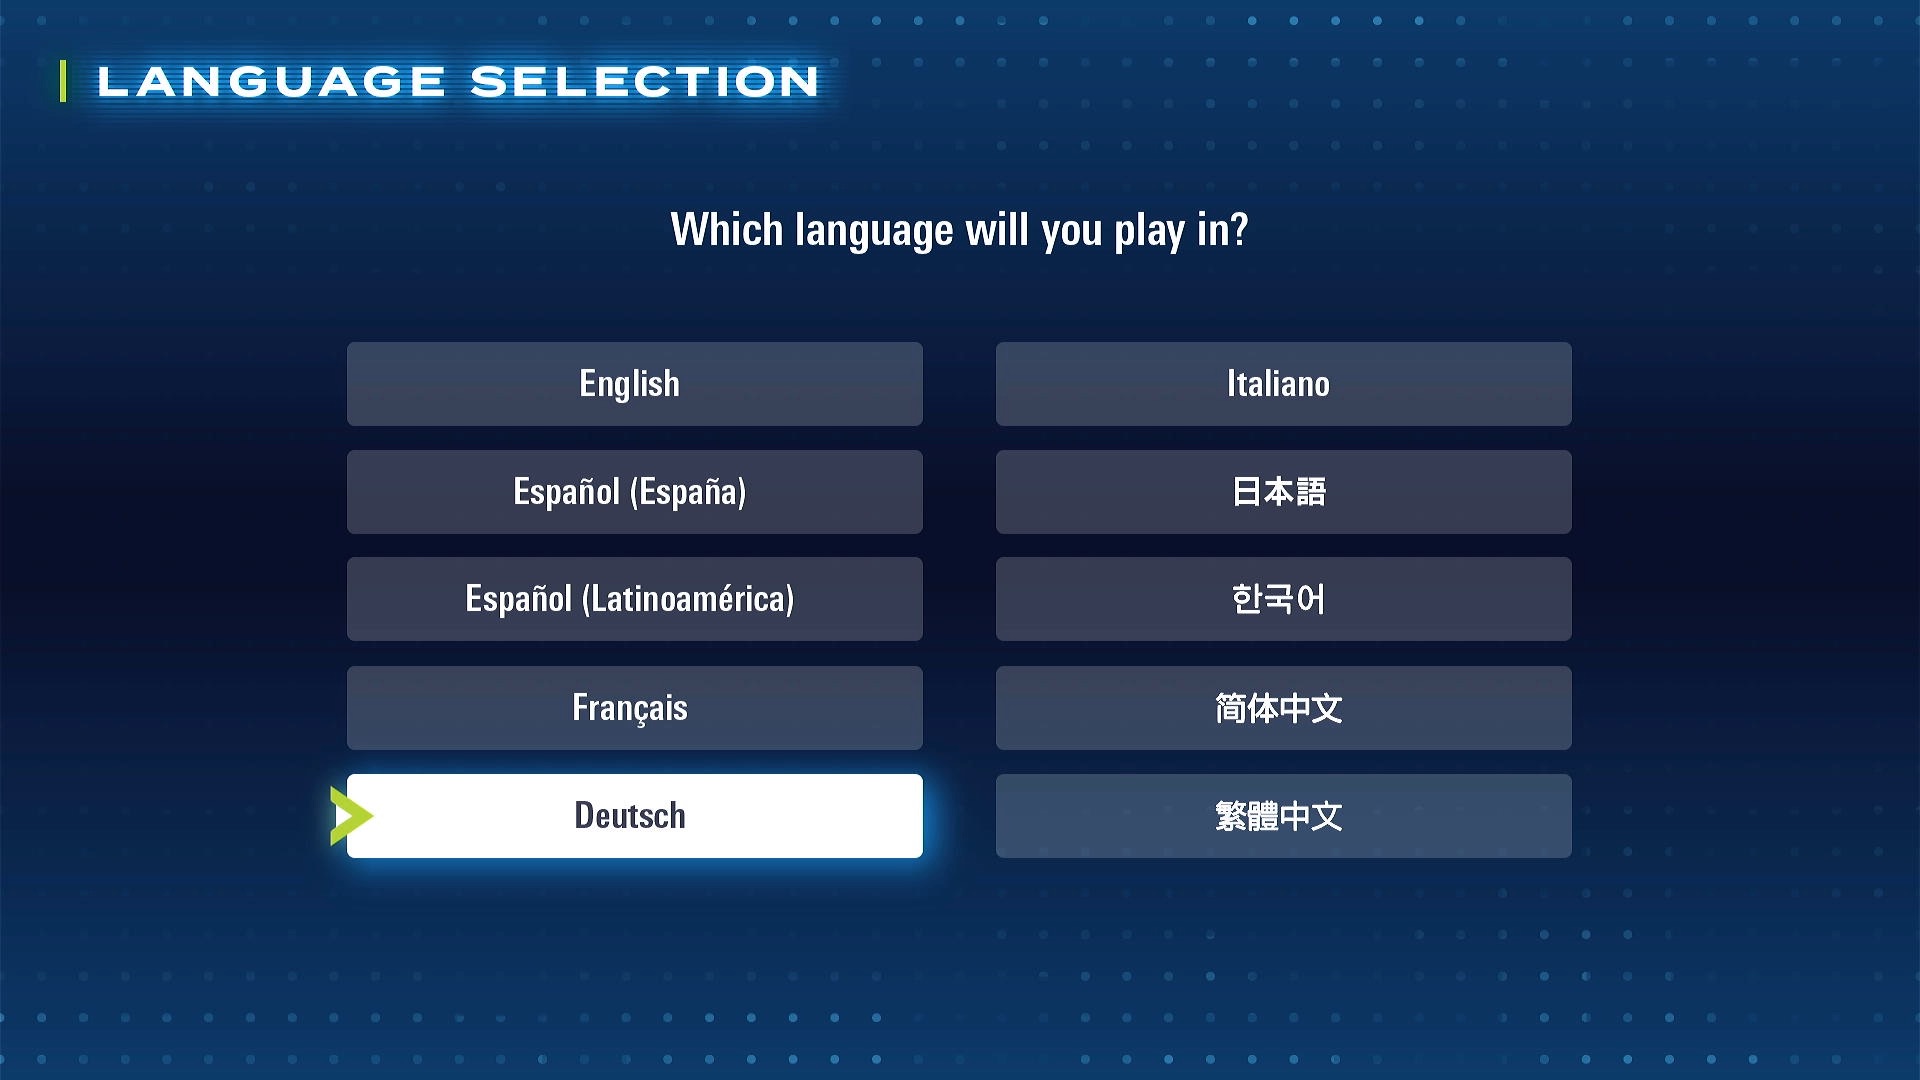 LANGUAGE SELECTION
Which language will you play in?
English
Italiano
Español (España)
日本語
Español (Latinoamérica)
한국어
Français
简体中文
Deutsch
繁體中文